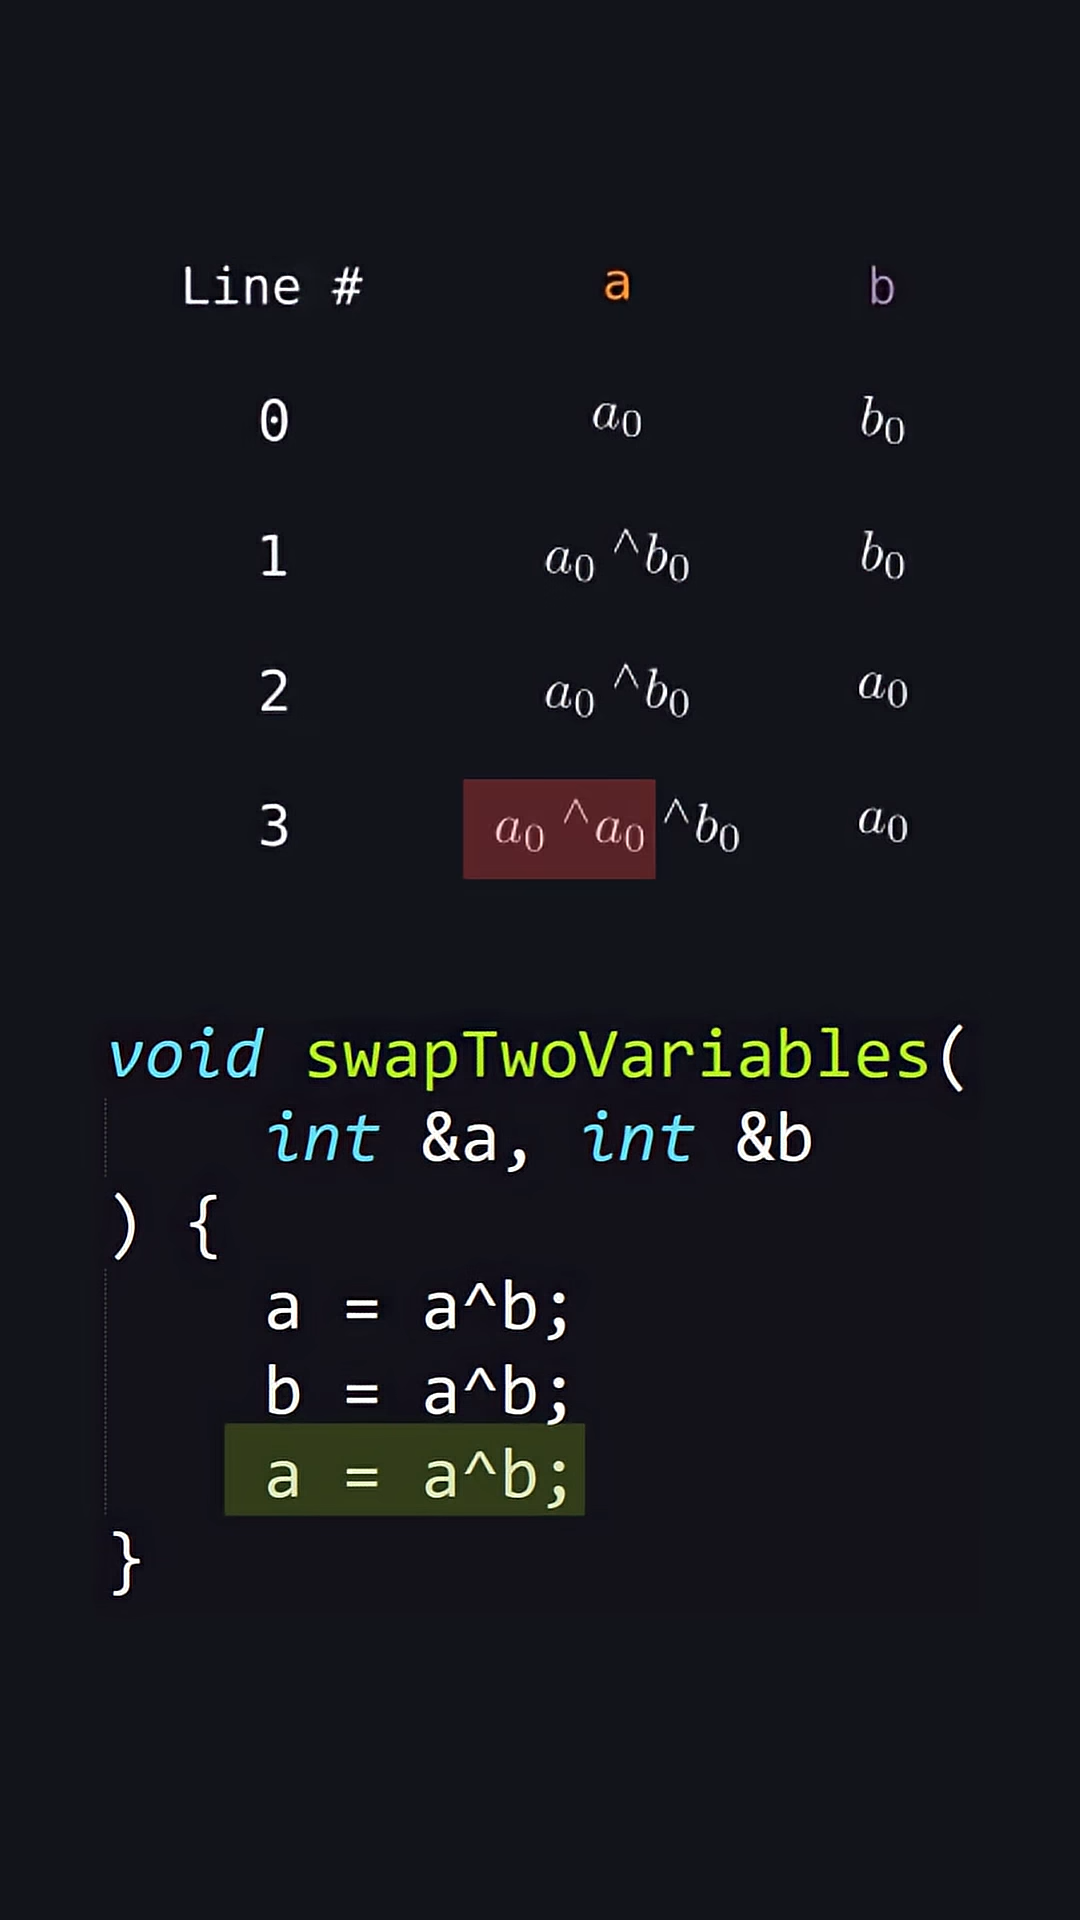 Line # a b
0 a₀ b₀
1 a₀ ^b₀ b₀
2 a₀ ^b₀ a₀
3 a₀ ^a₀ ^b₀ a₀
void swapTwoVariables(
int &a, int &b
) {
a = a^b;
b = a^b;
a = a^b;
}